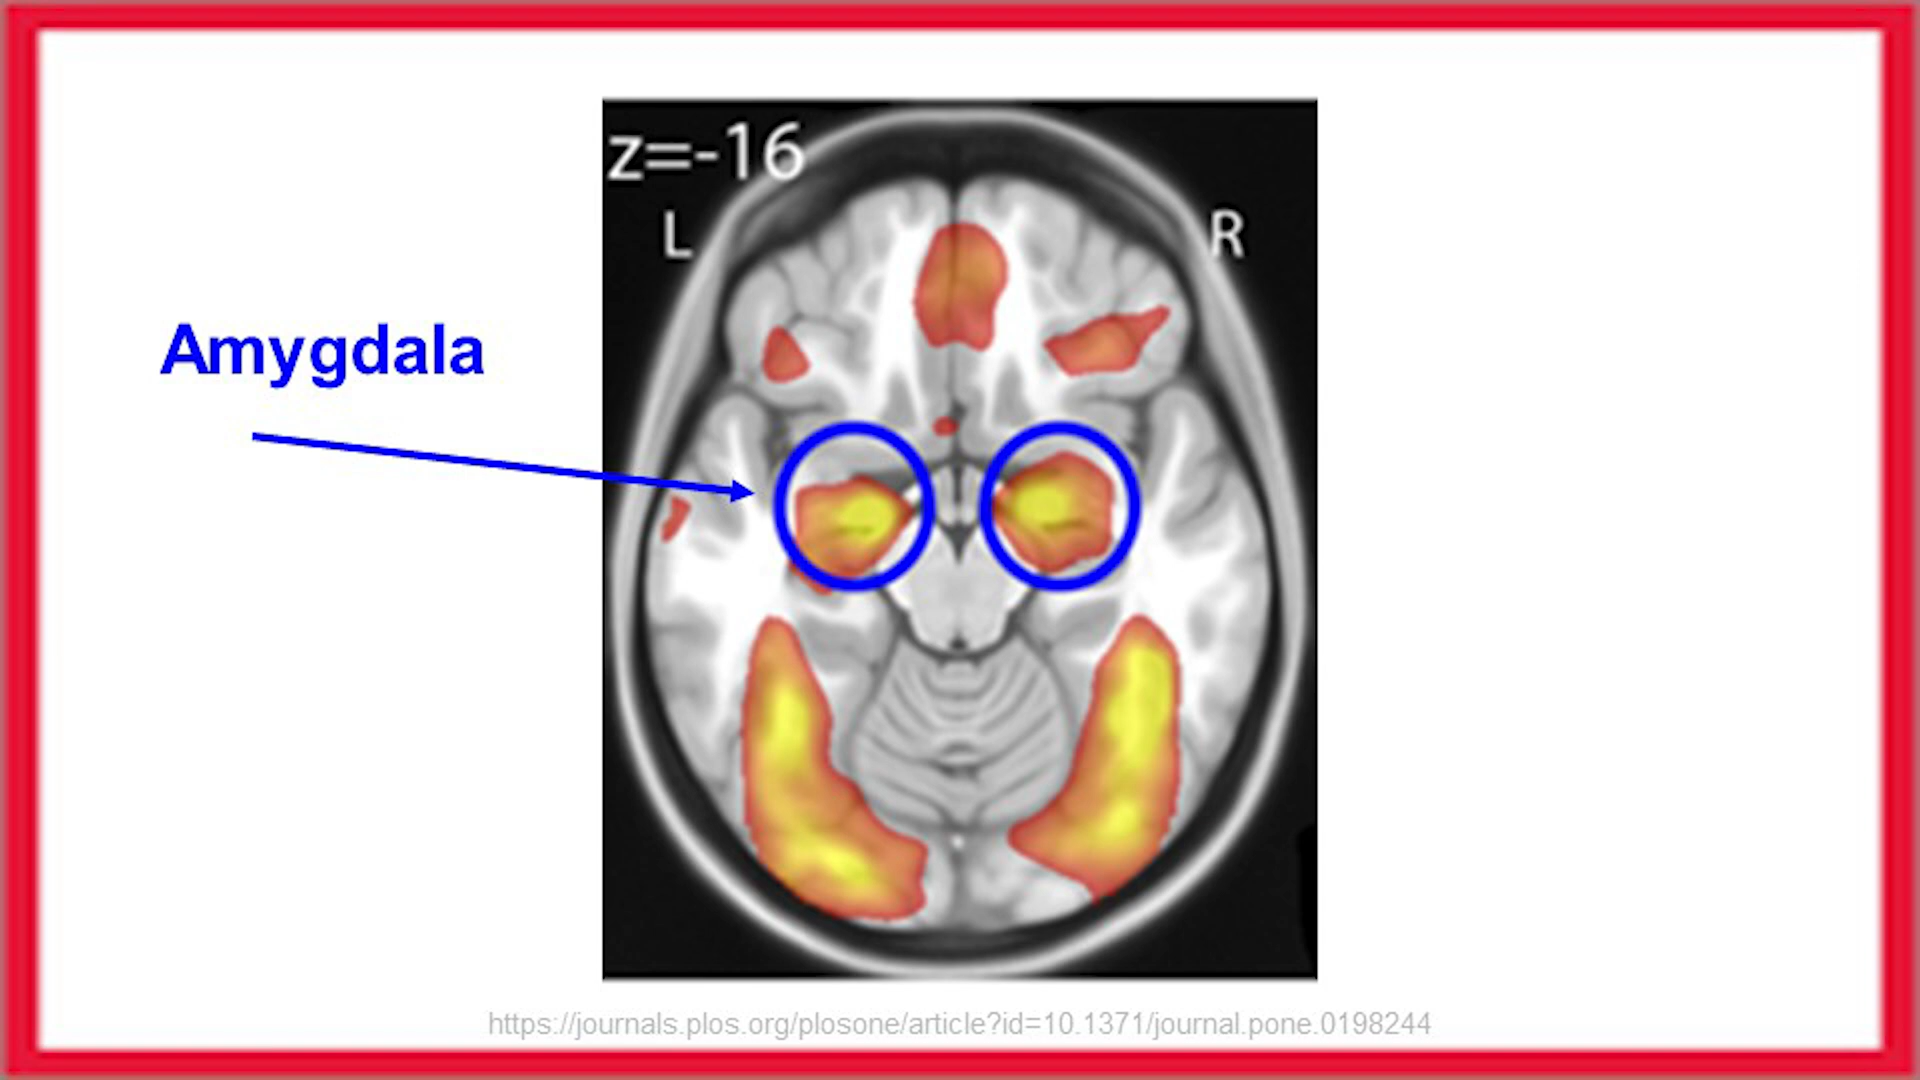 z=-16
L
R
Amygdala
https://journals.plos.org/plosone/article?id=10.1371/journal.pone.0198244